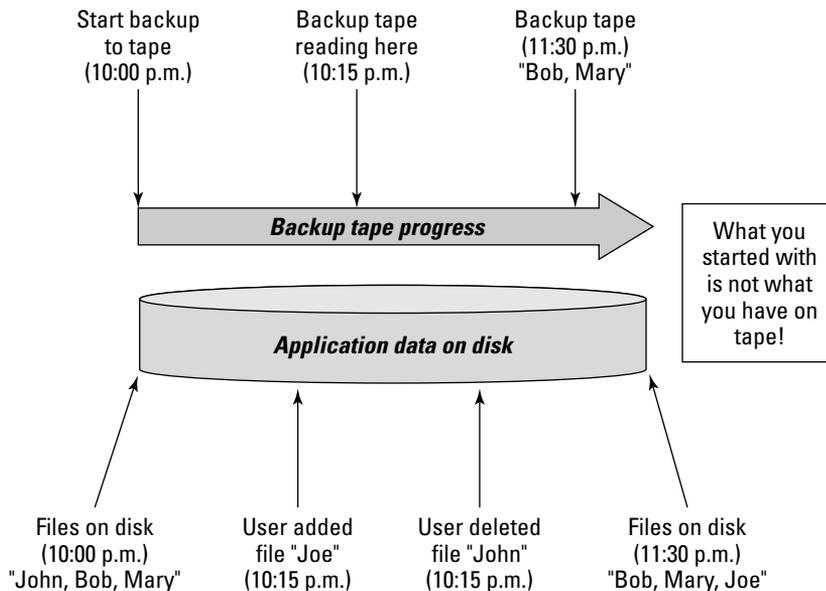 Start backup
to tape
(10:00 p.m.)
Backup tape
reading here
(10:15 p.m.)
Backup tape
(11:30 p.m.)
"Bob, Mary"
Backup tape progress
What you
started with
is not what
you have on
tape!
Application data on disk
Files on disk
(10:00 p.m.)
"John, Bob, Mary"
User added
file "Joe"
(10:15 p.m.)
User deleted
file "John"
(10:15 p.m.)
Files on disk
(11:30 p.m.)
"Bob, Mary, Joe"